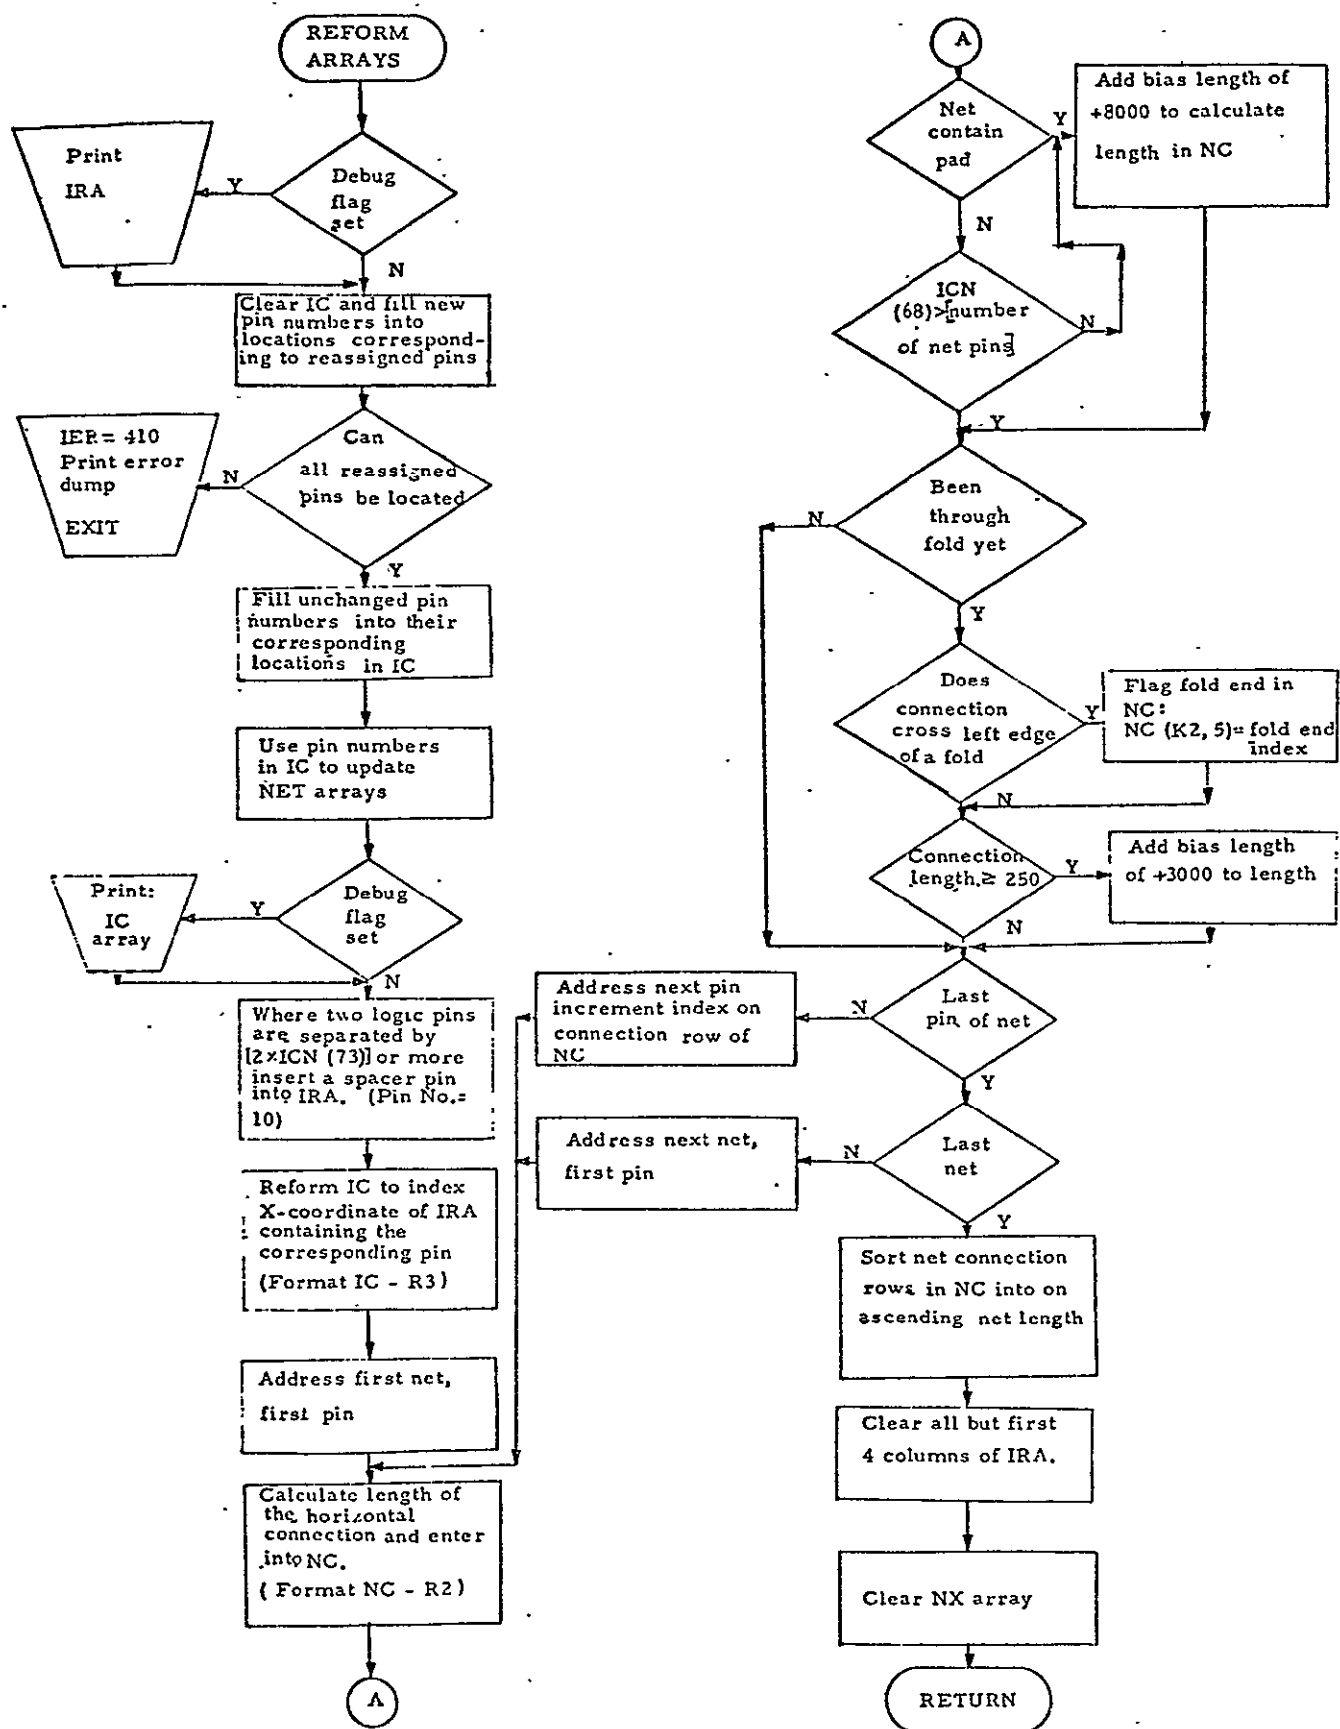 REFORM
ARRAYS
Print
IRA
Y
Debug
flag
set
N
Clear IC and fill new
pin numbers into
locations correspond-
ing to reassigned pins
IER = 410
Print error
dump
EXIT
N
Can
all reassigned
pins be located
Y
Fill unchanged pin
numbers into their
corresponding
locations in IC
Use pin numbers
in IC to update
NET arrays
Print:
IC
array
Y
Debug
flag
set
N
Where two logic pins
are separated by
[2×ICN (73)] or more
insert a spacer pin
into IRA. (Pin No.=
10)
Reform IC to index
X-coordinate of IRA
containing the
corresponding pin
(Format IC - R3)
Address first net,
first pin
Calculate length of
the horizontal
connection and enter
into NC.
( Format NC - R2 )
A
A
Net
contain
pad
Y
Add bias length of
+8000 to calculate
length in NC
N
ICN
(68)>[number
of net pins]
N
Y
Been
through
fold yet
N
Y
Does
connection
cross left edge
of a fold
Y
Flag fold end in
NC:
NC (K2, 5)= fold end
index
N
Connection
length ≥ 250
Y
Add bias length
of +3000 to length
N
Address next pin
increment index on
connection row of
NC
N
Last
pin of net
Y
Address next net,
first pin
N
Last
net
Y
Sort net connection
rows in NC into on
ascending net length
Clear all but first
4 columns of IRA.
Clear NX array
RETURN